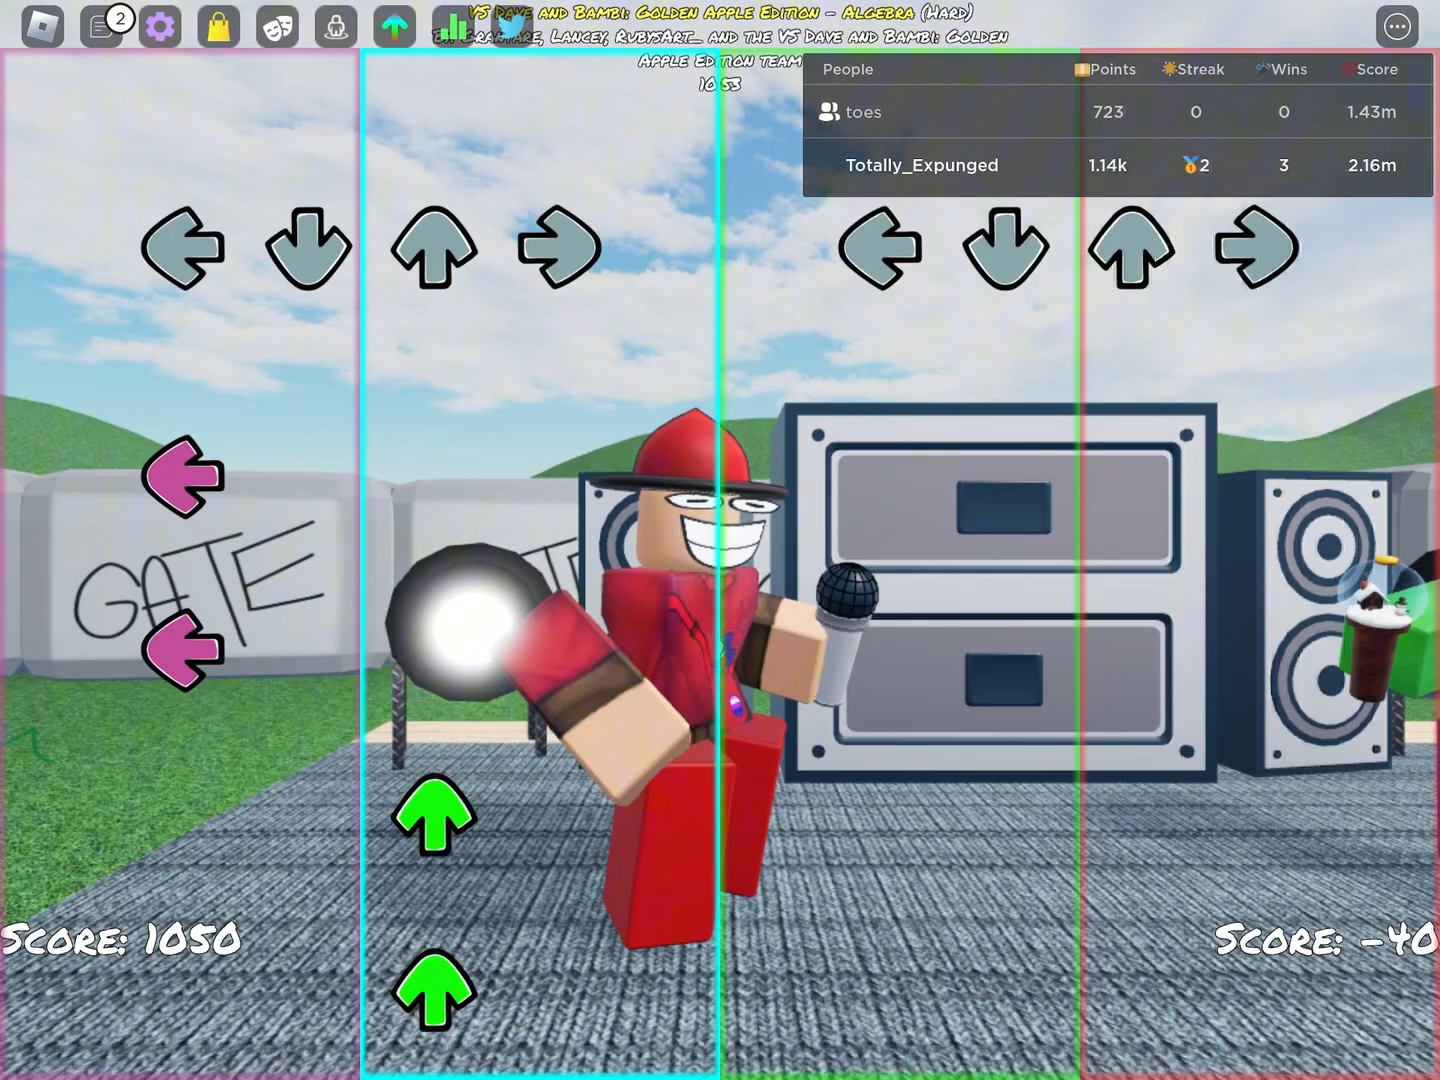 2
VS Dave and Bambi: Golden Apple Edition - Algebra (Hard)
Lancey, RubysArt_ and the VS Dave and Bambi: Golden
Apple Edition team
10:53
People Points Streak Wins Score
toes 723 0 0 1.43m
Totally_Expunged 1.14k 2 3 2.16m
GATE
Score: 1050
Score: -40